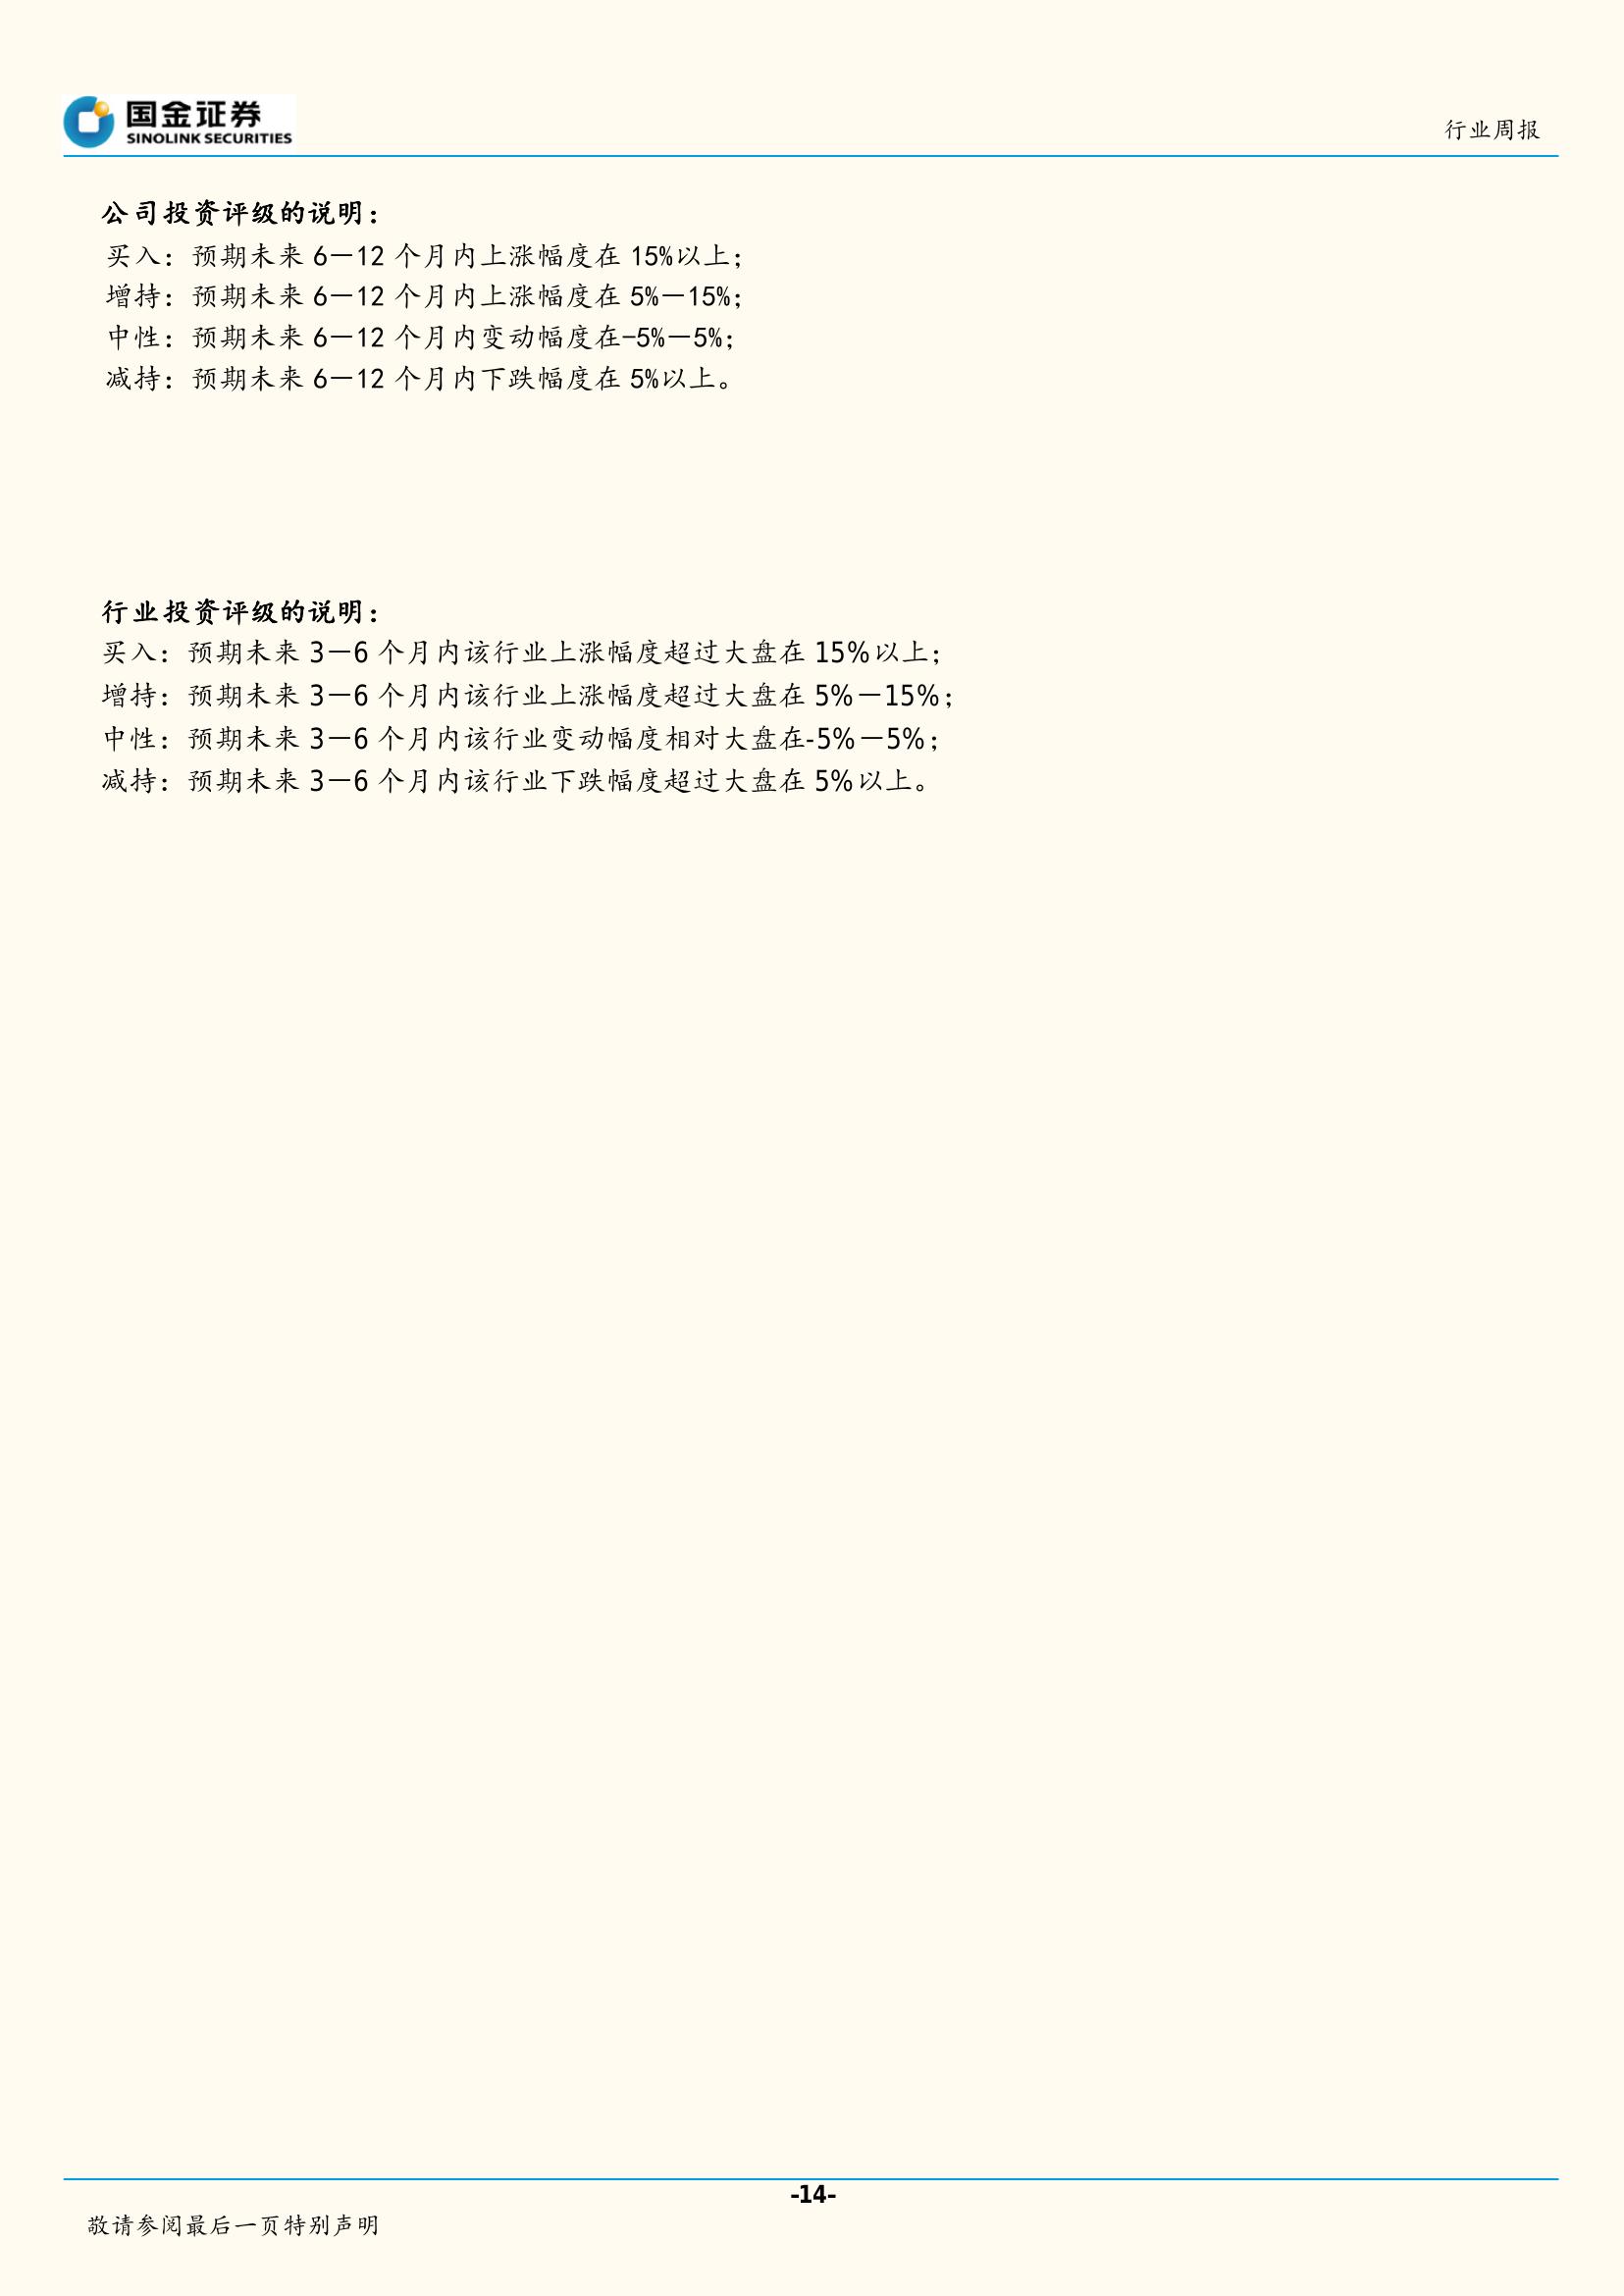 国金证券
SINOLINK SECURITIES
行业周报
公司投资评级的说明：
买入：预期未来 6－12 个月内上涨幅度在 15%以上；
增持：预期未来 6－12 个月内上涨幅度在 5%－15%；
中性：预期未来 6－12 个月内变动幅度在-5%－5%；
减持：预期未来 6－12 个月内下跌幅度在 5%以上。
行业投资评级的说明：
买入：预期未来 3－6 个月内该行业上涨幅度超过大盘在 15%以上；
增持：预期未来 3－6 个月内该行业上涨幅度超过大盘在 5%－15%；
中性：预期未来 3－6 个月内该行业变动幅度相对大盘在-5%－5%；
减持：预期未来 3－6 个月内该行业下跌幅度超过大盘在 5%以上。
-14-
敬请参阅最后一页特别声明